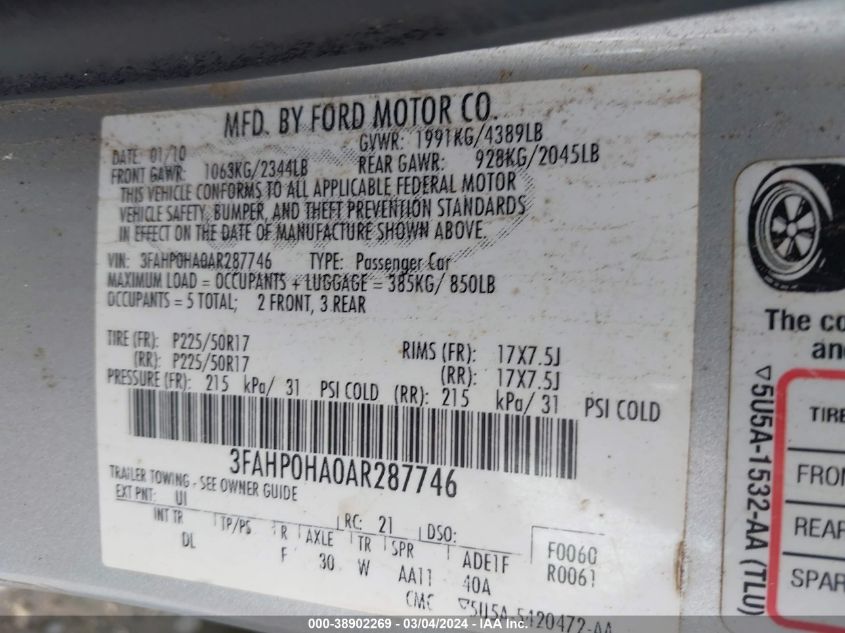 MFD. BY FORD MOTOR CO.
DATE: 01/10 GVWR: 1991KG/4389LB
FRONT GAWR: 1063KG/2344LB REAR GAWR: 928KG/2045LB
THIS VEHICLE CONFORMS TO ALL APPLICABLE FEDERAL MOTOR
VEHICLE SAFETY, BUMPER, AND THEFT PREVENTION STANDARDS
IN EFFECT ON THE DATE OF MANUFACTURE SHOWN ABOVE.
VIN: 3FAHP0HA0AR287746 TYPE: Passenger Car
MAXIMUM LOAD = OCCUPANTS + LUGGAGE = 385KG/ 850LB
OCCUPANTS = 5 TOTAL; 2 FRONT, 3 REAR
TIRE (FR): P225/50R17 RIMS (FR): 17X7.5J
(RR): P225/50R17 (RR): 17X7.5J
PRESSURE (FR): 215 kPa/ 31 PSI COLD (RR): 215 kPa/ 31 PSI COLD
3FAHP0HA0AR287746
TRAILER TOWING - SEE OWNER GUIDE
EXT PNT: UI RC: 21 DSO:
INT TR TP/PS R AXLE TR SPR ADE1F F0060
DL F 30 W AA11 40A R0061
CMC ▽5U5A-5420472-AA
The co
an
▽5U5A-1532-AA (TLU)
TIRE
FRON
REAR
SPAR
000-38902269 - 03/04/2024 - IAAI.com